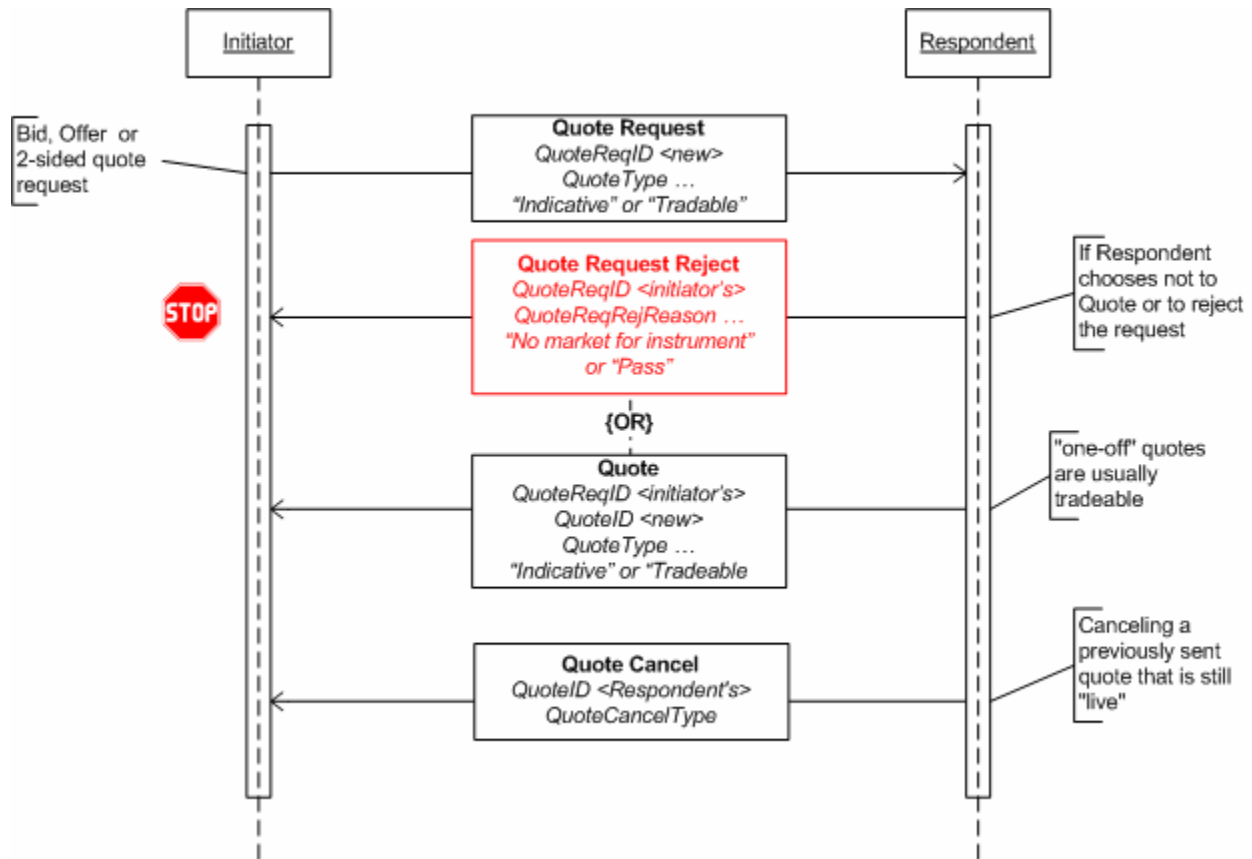 Initiator
Respondent
Bid, Offer or
2-sided quote
request
Quote Request
QuoteReqID <new>
QuoteType …
“Indicative” or “Tradable”
STOP
Quote Request Reject
QuoteReqID <initiator's>
QuoteReqRejReason …
“No market for instrument”
or “Pass”
If Respondent
chooses not to
Quote or to reject
the request
{OR}
Quote
QuoteReqID <initiator's>
QuoteID <new>
QuoteType …
“Indicative” or “Tradeable
"one-off" quotes
are usually
tradeable
Quote Cancel
QuoteID <Respondent's>
QuoteCancelType
Canceling a
previously sent
quote that is still
"live"